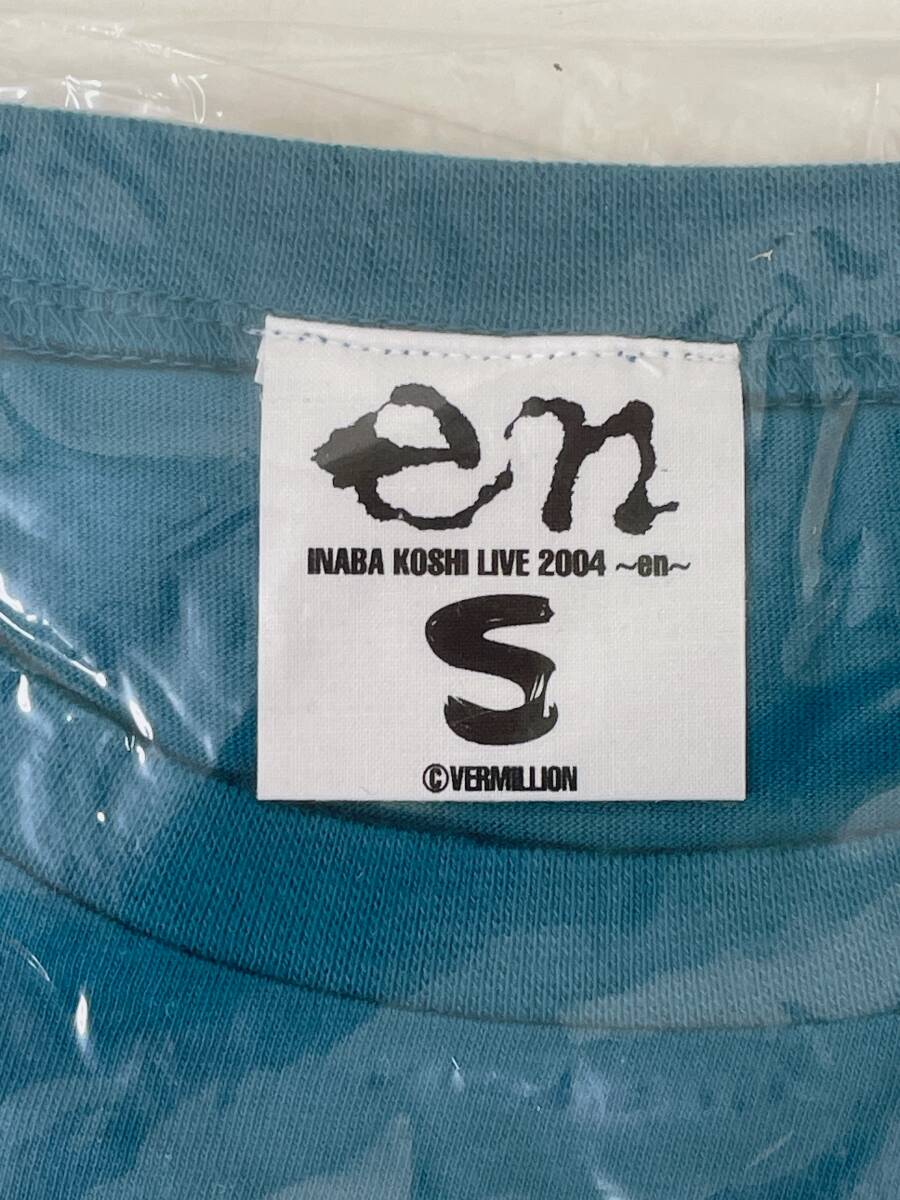 en
INABA KOSHI LIVE 2004 ~en~
S
©VERMILLION